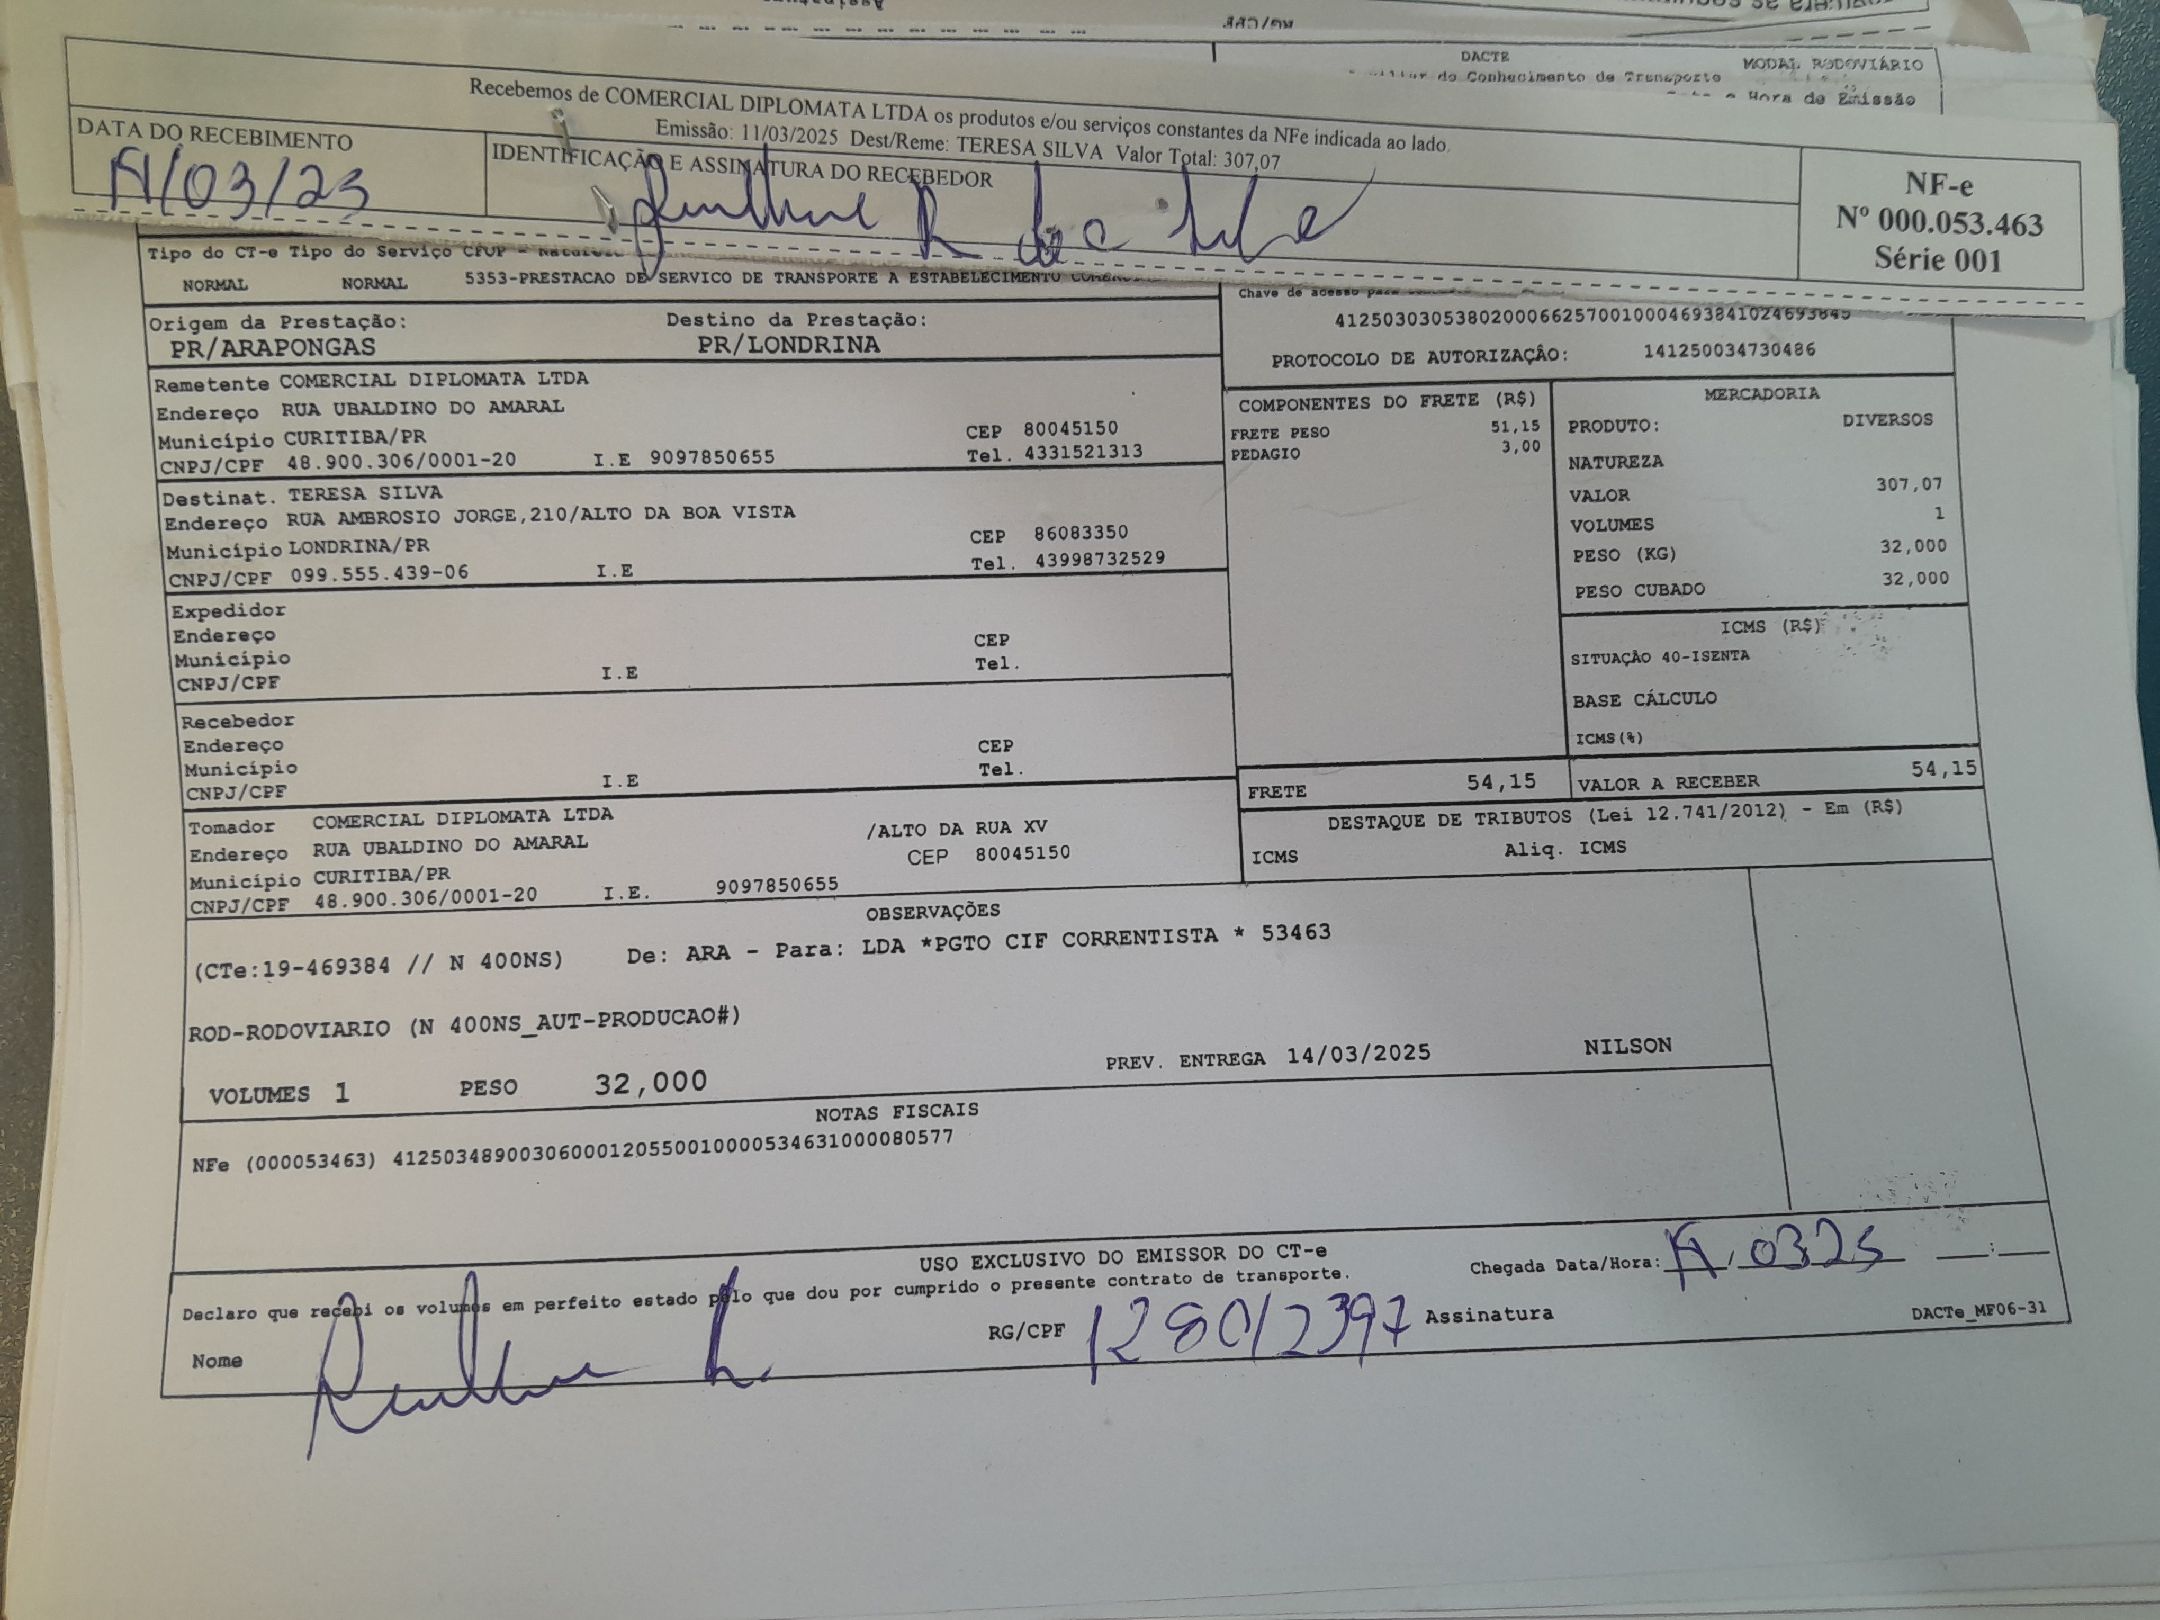 DACTE
MODAL RODOVIÁRIO
do Conhecimento de Transporte
Hora de Emissão
Recebemos de COMERCIAL DIPLOMATA LTDA os produtos e/ou serviços constantes da NFe indicada ao lado.
Emissão: 11/03/2025 Dest/Reme: TERESA SILVA Valor Total: 307,07
DATA DO RECEBIMENTO
IDENTIFICAÇÃO E ASSINATURA DO RECEBEDOR
NF-e
Nº 000.053.463
Série 001
Tipo do CT-e Tipo do Serviço CFOP -
NORMAL NORMAL 5353-PRESTACAO DE SERVICO DE TRANSPORTE A ESTABELECIMENTO
Chave de acesso para
PROTOCOLO DE AUTORIZAÇÃO: 141250034730486
Origem da Prestação: Destino da Prestação:
PR/ARAPONGAS PR/LONDRINA
Remetente COMERCIAL DIPLOMATA LTDA
Endereço RUA UBALDINO DO AMARAL
Município CURITIBA/PR CEP 80045150
CNPJ/CPF 48.900.306/0001-20 I.E 9097850655 Tel. 4331521313
Destinat. TERESA SILVA
Endereço RUA AMBROSIO JORGE,210/ALTO DA BOA VISTA
Município LONDRINA/PR CEP 86083350
CNPJ/CPF 099.555.439-06 I.E Tel. 43998732529
Expedidor
Endereço
Município CEP
CNPJ/CPF I.E Tel.
Recebedor
Endereço
Município CEP
CNPJ/CPF I.E Tel.
Tomador COMERCIAL DIPLOMATA LTDA
Endereço RUA UBALDINO DO AMARAL /ALTO DA RUA XV
Município CURITIBA/PR CEP 80045150
CNPJ/CPF 48.900.306/0001-20 I.E. 9097850655
COMPONENTES DO FRETE (R$)
FRETE PESO 51,15
PEDAGIO 3,00
MERCADORIA
PRODUTO: DIVERSOS
NATUREZA
VALOR 307,07
VOLUMES 1
PESO (KG) 32,000
PESO CUBADO 32,000
ICMS (R$)
SITUAÇÃO 40-ISENTA
BASE CÁLCULO
ICMS(%)
FRETE 54,15 VALOR A RECEBER 54,15
DESTAQUE DE TRIBUTOS (Lei 12.741/2012) - Em (R$)
ICMS Aliq. ICMS
OBSERVAÇÕES
(CTe:19-469384 // N 400NS) De: ARA - Para: LDA *PGTO CIF CORRENTISTA * 53463
ROD-RODOVIARIO (N 400NS_AUT-PRODUCAO#)
VOLUMES 1 PESO 32,000 PREV. ENTREGA 14/03/2025 NILSON
NOTAS FISCAIS
NFe (000053463) 41250348900306000120550010000534631000080577
USO EXCLUSIVO DO EMISSOR DO CT-e
Declaro que recebi os volumes em perfeito estado pelo que dou por cumprido o presente contrato de transporte.
Chegada Data/Hora:
Nome RG/CPF 128012397 Assinatura
DACTe_MF06-31